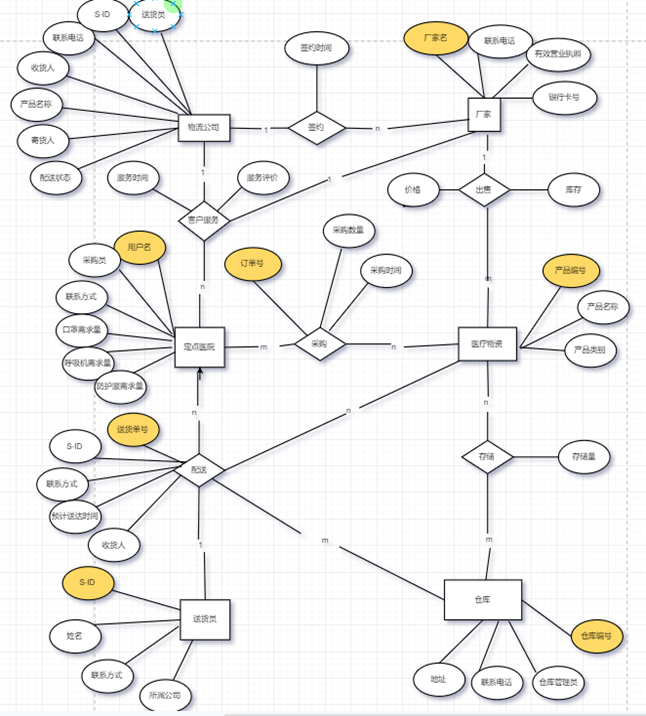 S-ID
送货员
联系电话
收货人
产品名称
寄货人
配送状态
物流公司
1
签约时间
签约
n
厂家名
联系电话
有效营业执照
银行卡号
厂家
1
1
1
服务时间
服务评价
客户服务
n
价格
出售
库存
m
用户名
采购员
联系方式
口罩需求量
呼吸机需求量
防护服需求量
定点医院
m
订单号
采购数量
采购时间
采购
n
医疗物资
产品编号
产品名称
产品类别
n
n
n
送货单号
S-ID
联系方式
预计送达时间
收货人
配送
存储
存储量
1
m
m
S-ID
姓名
联系方式
所属公司
送货员
仓库
仓库编号
地址
联系电话
仓库管理员